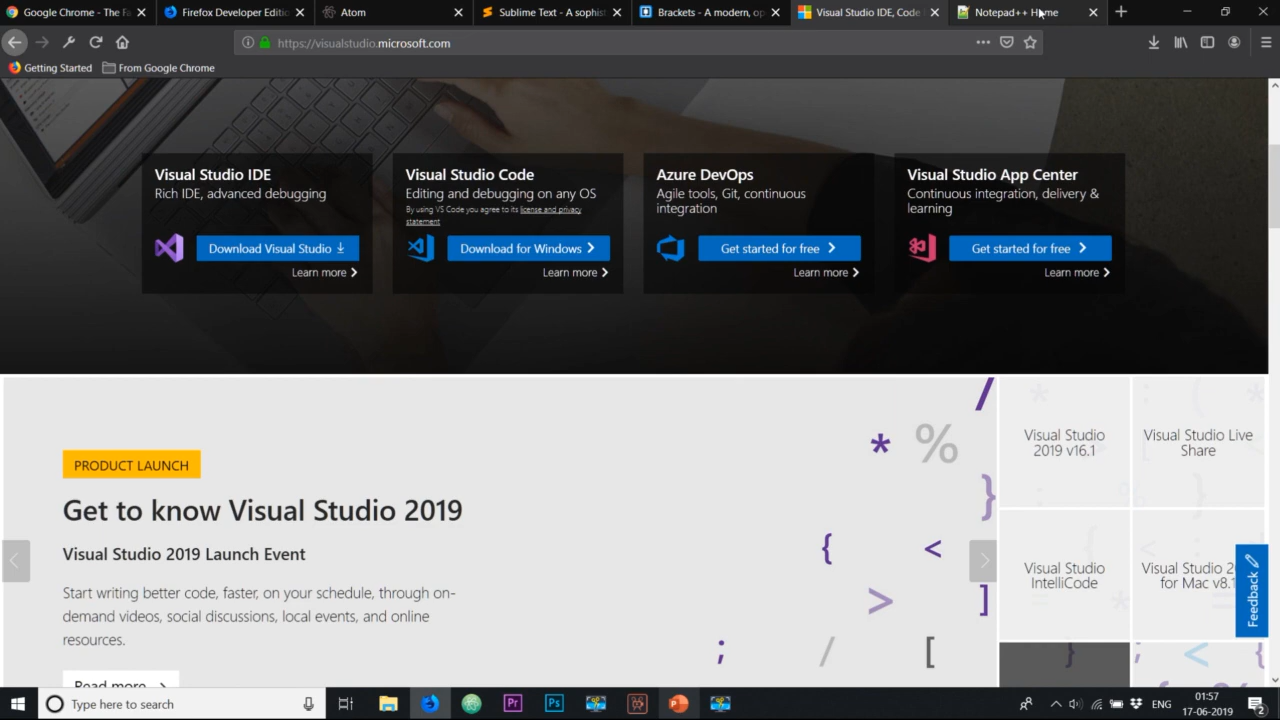 Google Chrome - The Fa
Firefox Developer Editio
Atom
Sublime Text - A sophist
Brackets - A modern, op
Visual Studio IDE, Code
Notepad++ Home
https://visualstudio.microsoft.com
Getting Started
From Google Chrome
Visual Studio IDE
Rich IDE, advanced debugging
Download Visual Studio
Learn more
Visual Studio Code
Editing and debugging on any OS
By using VS Code you agree to its license and privacy
statement
Download for Windows
Learn more
Azure DevOps
Agile tools, Git, continuous
integration
Get started for free
Learn more
Visual Studio App Center
Continuous integration, delivery &
learning
Get started for free
Learn more
PRODUCT LAUNCH
Get to know Visual Studio 2019
Visual Studio 2019 Launch Event
Start writing better code, faster, on your schedule, through on-
demand videos, social discussions, local events, and online
resources.
Read more
/
* %
}
{ <
> ]
; / [
Visual Studio
2019 v16.1
Visual Studio Live
Share
Visual Studio
IntelliCode
Visual Studio 2
for Mac v8.1
Feedback
Type here to search
Pr
Ps
ENG
01:57
17-06-2019
2